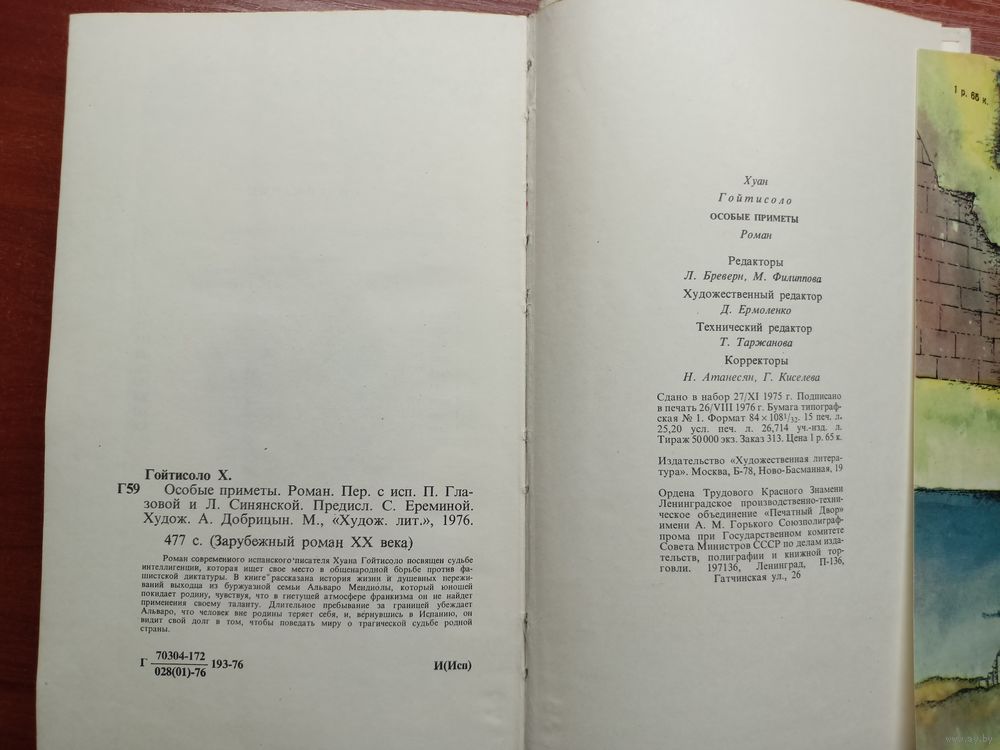 Гойтисоло Х.
Г59 Особые приметы. Роман. Пер. с исп. П. Гла-
зовой и Л. Синянской. Предисл. С. Ереминой.
Худож. А. Добрицын. М., «Худож. лит.», 1976.
477 с. (Зарубежный роман XX века)
Роман современного испанского писателя Хуана Гойтисоло посвящен судьбе
интеллигенции, которая ищет свое место в общенародной борьбе против фа-
шистской диктатуры. В книге рассказана история жизни и душевных пережи-
ваний выходца из буржуазной семьи Альваро Мендиолы, который юношей
покидает родину, чувствуя, что в гнетущей атмосфере франкизма он не найдет
применения своему таланту. Длительное пребывание за границей убеждает
Альваро, что человек вне родины теряет себя, и, вернувшись в Испанию, он
видит свой долг в том, чтобы поведать миру о трагической судьбе родной
страны.
Г 70304-172 193-76 И(Исп)
028(01)-76
Хуан
Гойтисоло
ОСОБЫЕ ПРИМЕТЫ
Роман
Редакторы
Л. Бреверн, М. Филиппова
Художественный редактор
Д. Ермоленко
Технический редактор
Т. Таржанова
Корректоры
Н. Атанесян, Г. Киселева
Сдано в набор 27/XI 1975 г. Подписано
в печать 26/VIII 1976 г. Бумага типограф-
ская № 1. Формат 84×108¹/₃₂. 15 печ. л.
25,20 усл. печ. л. 26,714 уч.-изд. л.
Тираж 50 000 экз. Заказ 313. Цена 1 р. 65 к.
Издательство «Художественная литера-
тура». Москва, Б-78, Ново-Басманная, 19
Ордена Трудового Красного Знамени
Ленинградское производственно-техни-
ческое объединение «Печатный Двор»
имени А. М. Горького Союзполиграф-
прома при Государственном комитете
Совета Министров СССР по делам изда-
тельств, полиграфии и книжной тор-
говли. 197136, Ленинград, П-136,
Гатчинская ул., 26
1 р. 65 к.
www.ay.by